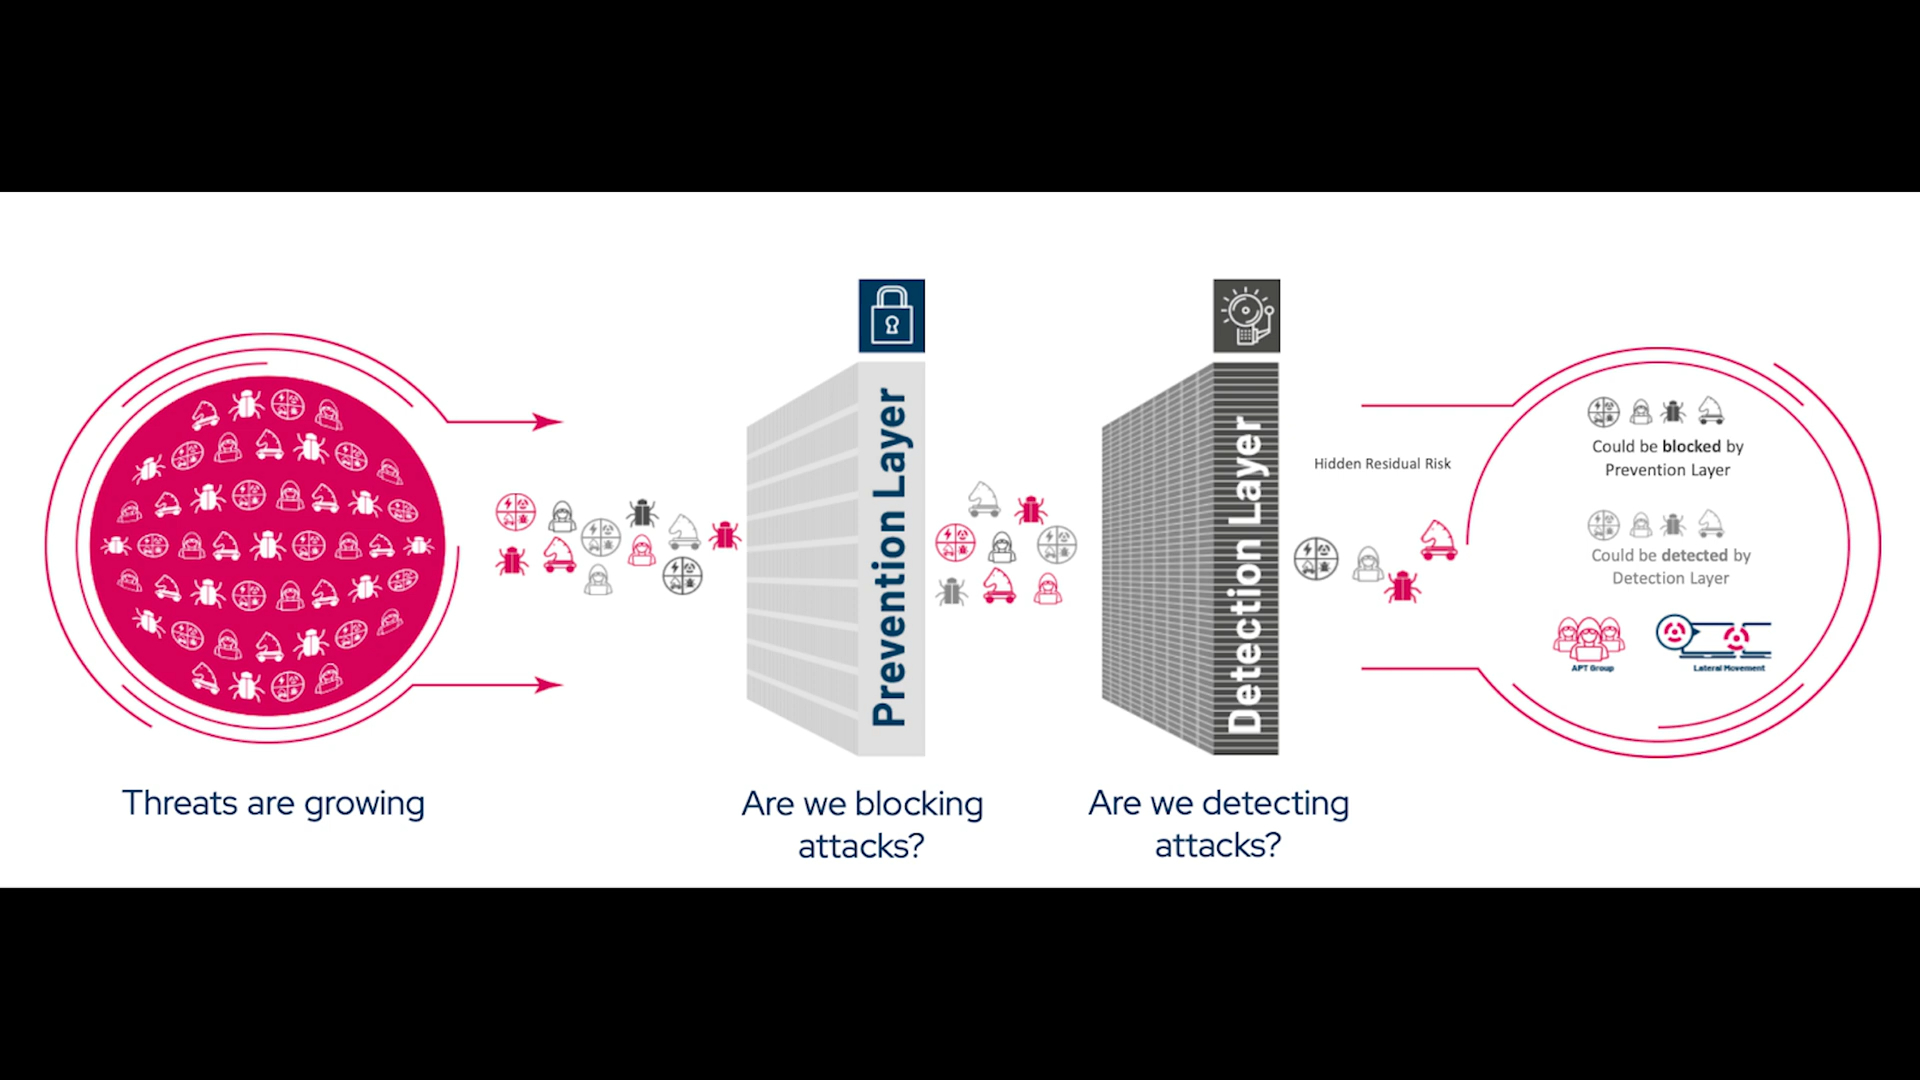 Threats are growing
Prevention Layer
Are we blocking
attacks?
Detection Layer
Are we detecting
attacks?
Hidden Residual Risk
Could be blocked by
Prevention Layer
Could be detected by
Detection Layer
APT Group
Lateral Movement